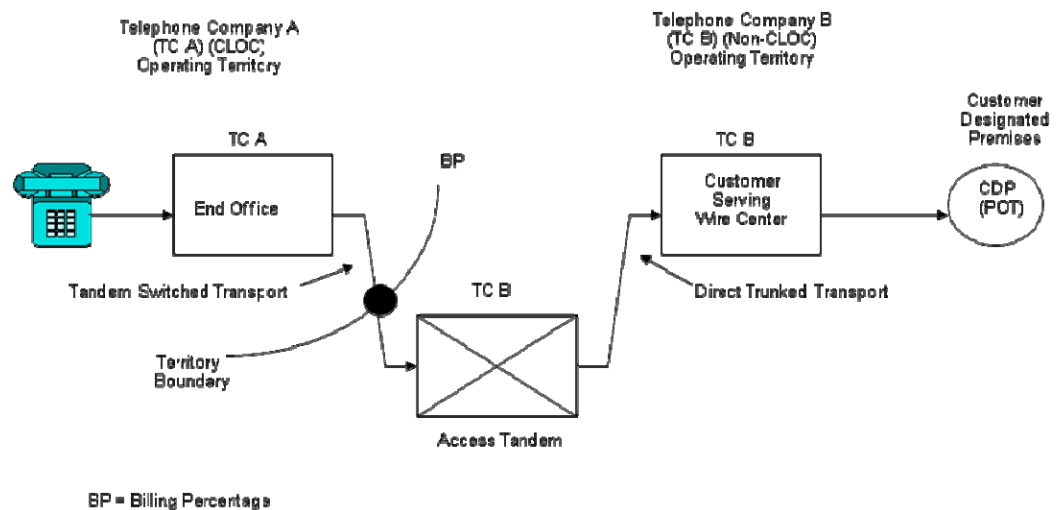 Telephone Company A
(TC A) (CLOC)
Operating Territory
Telephone Company B
(TC B) (Non-CLOC)
Operating Territory
Customer
Designated
Premises
TC A
BP
TC B
End Office
Customer
Serving
Wire Center
CDP
(POT)
Tandem Switched Transport
TC B
Direct Trunked Transport
Territory
Boundary
Access Tandem
BP = Billing Percentage